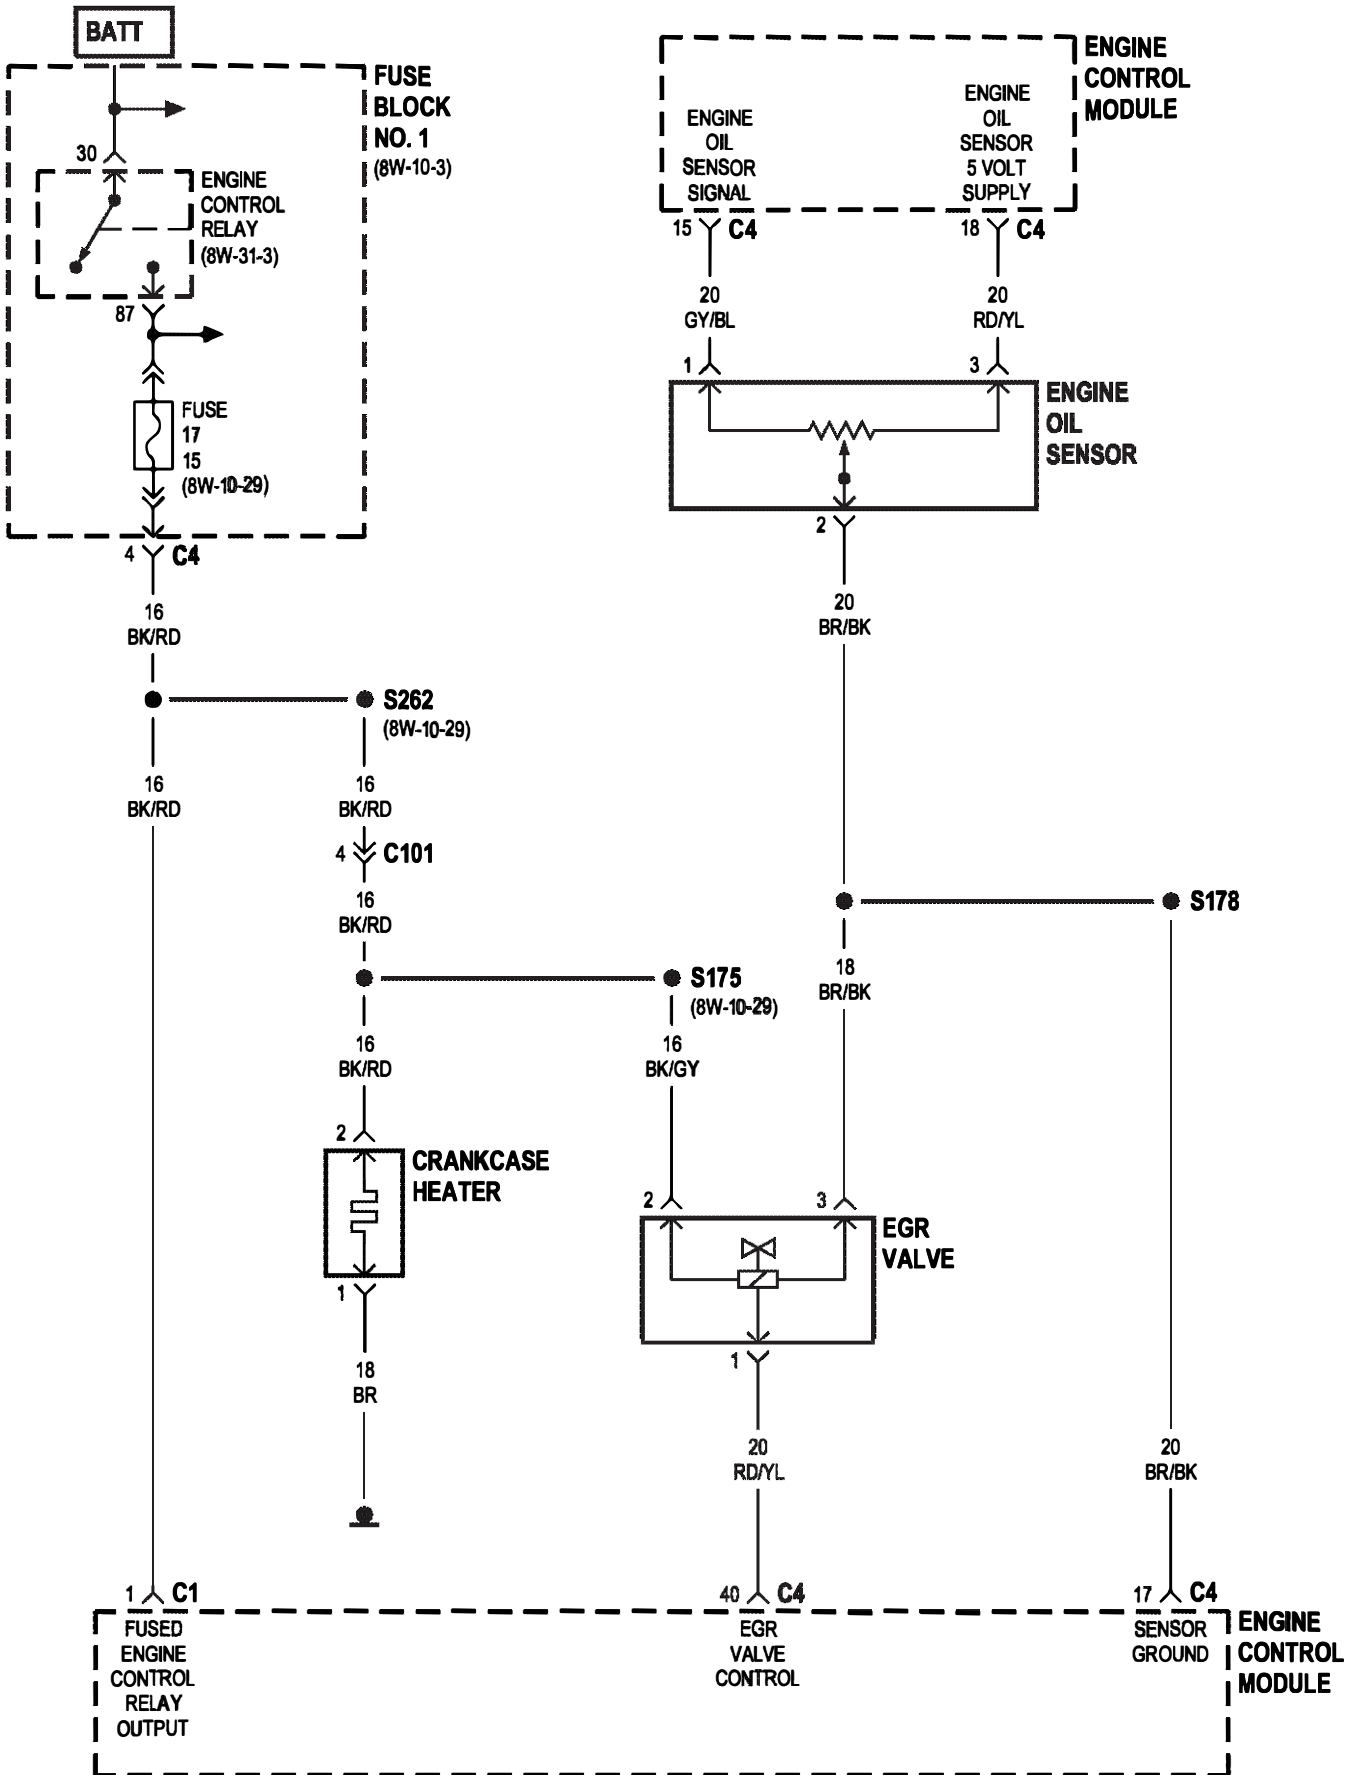 BATT
FUSE
BLOCK
NO. 1
(8W-10-3)
30
ENGINE
CONTROL
RELAY
(8W-31-3)
87
FUSE
17
15
(8W-10-29)
4 C4
16
BK/RD
S262
(8W-10-29)
16
BK/RD
16
BK/RD
4 C101
16
BK/RD
S175
(8W-10-29)
16
BK/RD
16
BK/GY
2
CRANKCASE
HEATER
1
18
BR
ENGINE
CONTROL
MODULE
ENGINE
OIL
SENSOR
SIGNAL
ENGINE
OIL
SENSOR
5 VOLT
SUPPLY
15 C4
18 C4
20
GY/BL
20
RD/YL
1
3
ENGINE
OIL
SENSOR
2
20
BR/BK
S178
18
BR/BK
2
3
EGR
VALVE
1
20
RD/YL
20
BR/BK
1 C1
40 C4
17 C4
FUSED
ENGINE
CONTROL
RELAY
OUTPUT
EGR
VALVE
CONTROL
SENSOR
GROUND
ENGINE
CONTROL
MODULE